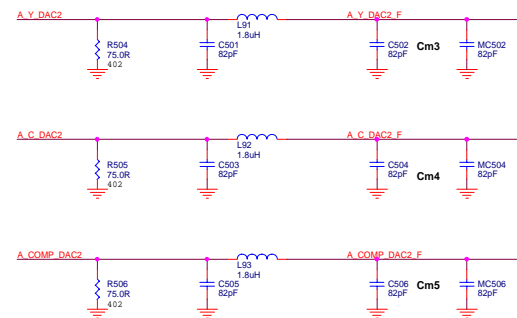 A_Y_DAC2
A_Y_DAC2_F
L91
1.8uH
R504
75.0R
402
C501
82pF
C502
82pF
Cm3
MC502
82pF
A_C_DAC2
A_C_DAC2_F
L92
1.8uH
R505
75.0R
402
C503
82pF
C504
82pF
Cm4
MC504
82pF
A_COMP_DAC2
A_COMP_DAC2_F
L93
1.8uH
R506
75.0R
402
C505
82pF
C506
82pF
Cm5
MC506
82pF